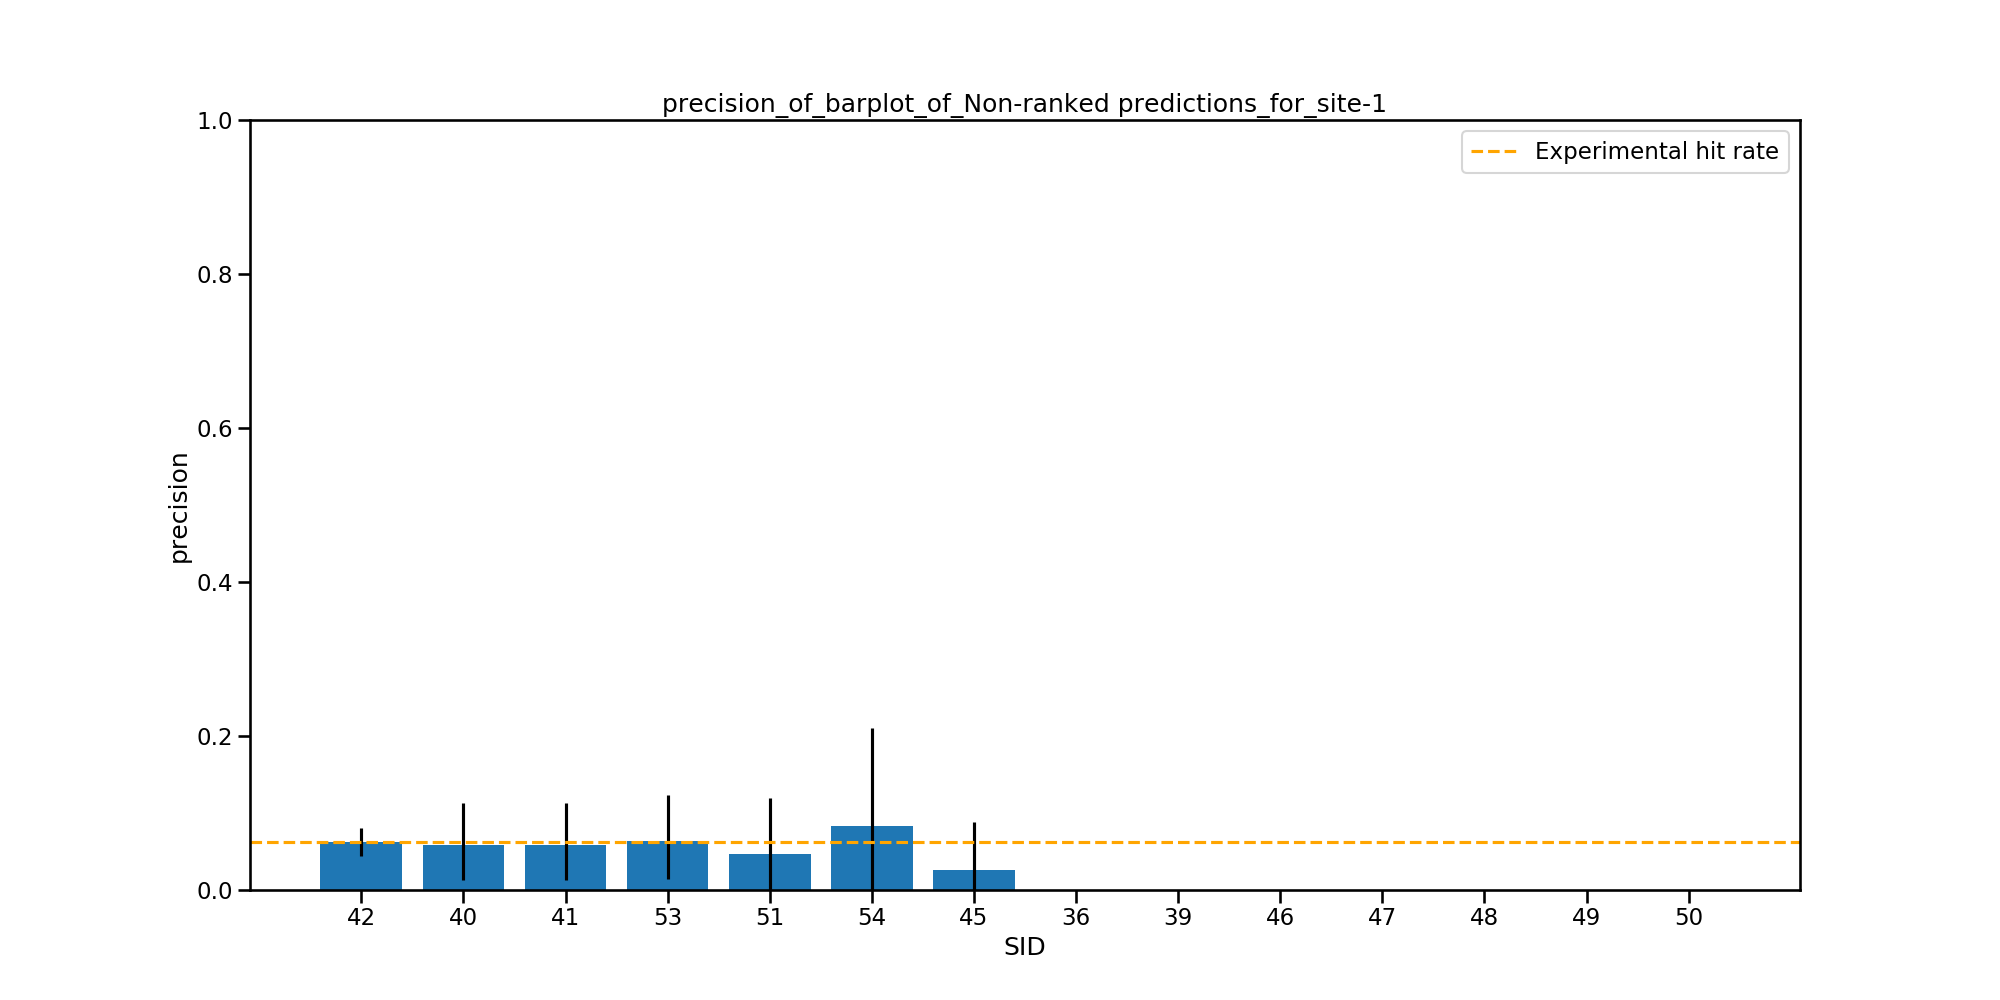 precision_of_barplot_of_Non-ranked predictions_for_site-1
Experimental hit rate
1.0
0.8
0.6
0.4
0.2
0.0
precision
42 40 41 53 51 54 45 36 39 46 47 48 49 50
SID